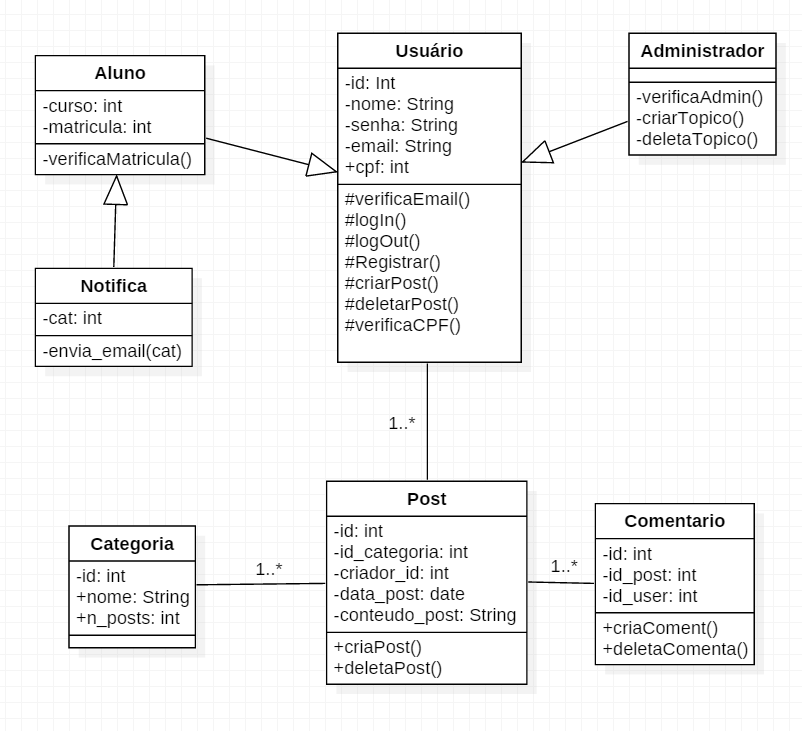 Aluno
-curso: int
-matricula: int
-verificaMatricula()
Usuário
-id: Int
-nome: String
-senha: String
-email: String
+cpf: int
#verificaEmail()
#logIn()
#logOut()
#Registrar()
#criarPost()
#deletarPost()
#verificaCPF()
Administrador
-verificaAdmin()
-criarTopico()
-deletaTopico()
Notifica
-cat: int
-envia_email(cat)
1..*
Categoria
-id: int
+nome: String
+n_posts: int
1..*
Post
-id: int
-id_categoria: int
-criador_id: int
-data_post: date
-conteudo_post: String
+criaPost()
+deletaPost()
1..*
Comentario
-id: int
-id_post: int
-id_user: int
+criaComent()
+deletaComenta()